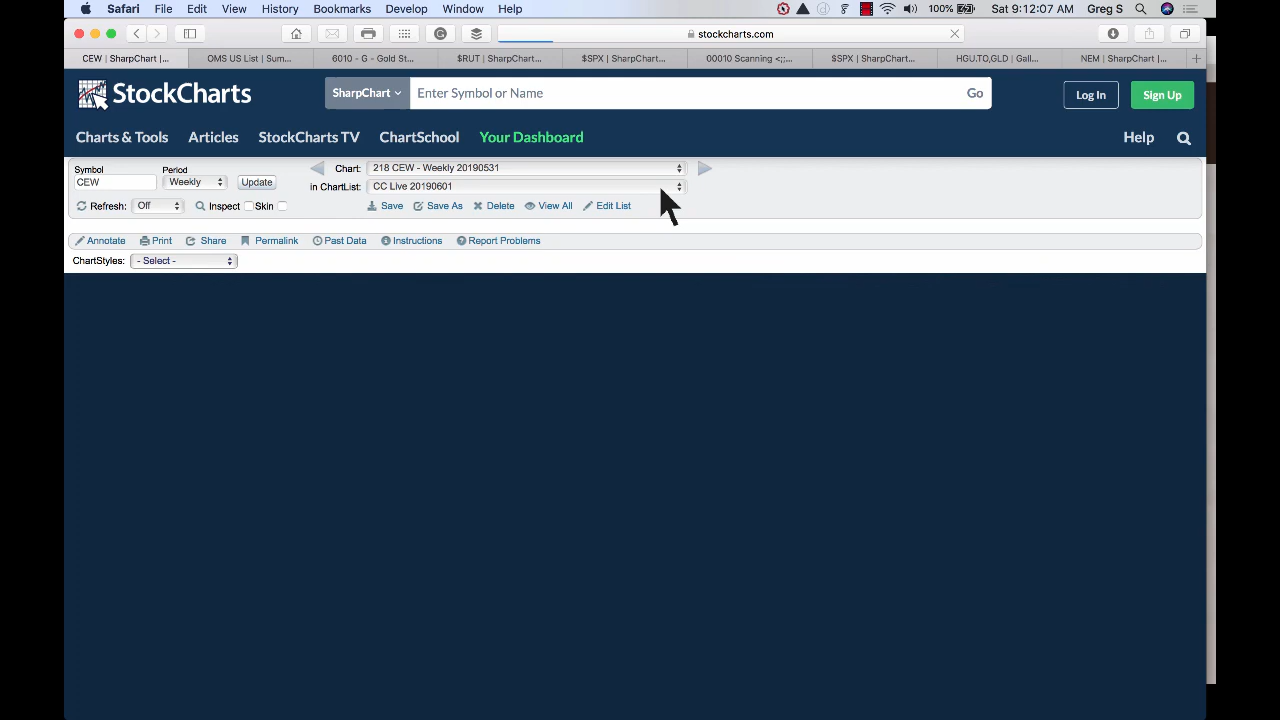 Safari File Edit View History Bookmarks Develop Window Help 100% Sat 9:12:07 AM Greg S
stockcharts.com
CEW | SharpChart |... OMS US List | Sum... 6010 - G - Gold St... $RUT | SharpChart... $SPX | SharpChart... 00010 Scanning <;;... $SPX | SharpChart... HGU.TO,GLD | Gall... NEM | SharpChart |...
StockCharts SharpChart Enter Symbol or Name Go Log In Sign Up
Charts & Tools Articles StockCharts TV ChartSchool Your Dashboard Help
Symbol Period Chart: 218 CEW - Weekly 20190531
CEW Weekly Update in ChartList: CC Live 20190601
Refresh: Off Inspect Skin Save Save As Delete View All Edit List
Annotate Print Share Permalink Past Data Instructions Report Problems
ChartStyles: - Select -